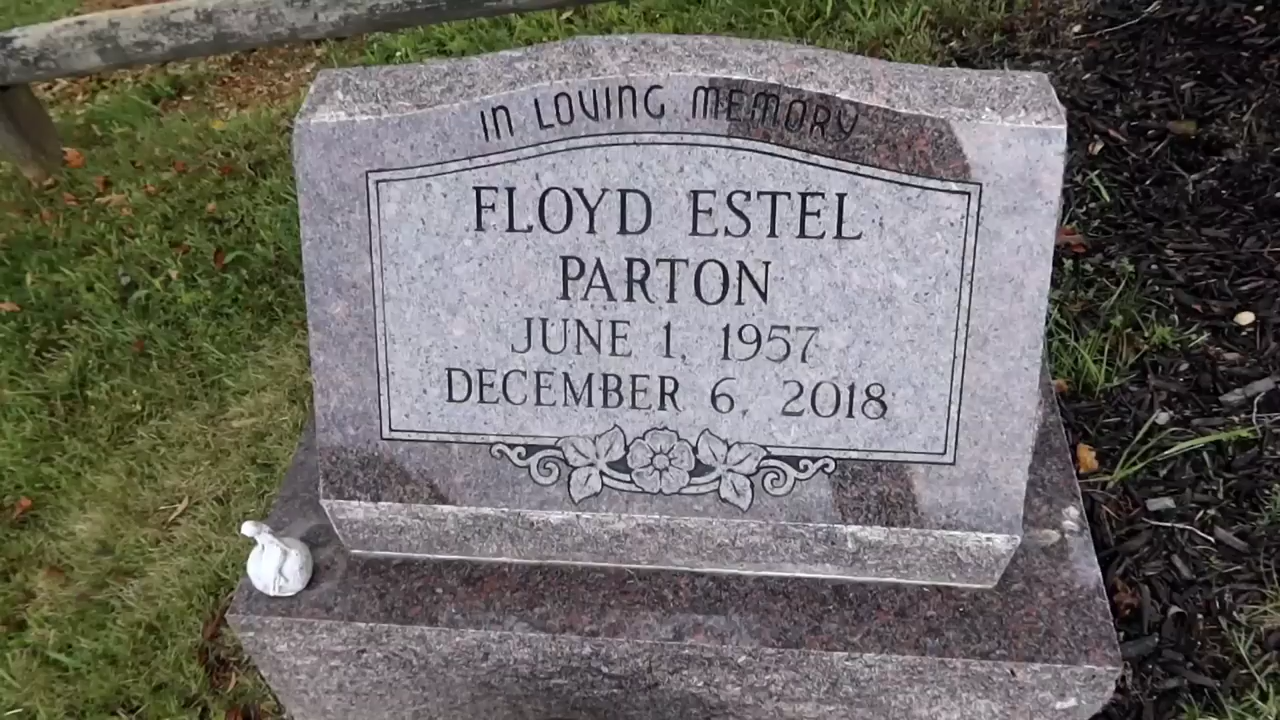 IN LOVING MEMORY
FLOYD ESTEL
PARTON
JUNE 1, 1957
DECEMBER 6, 2018